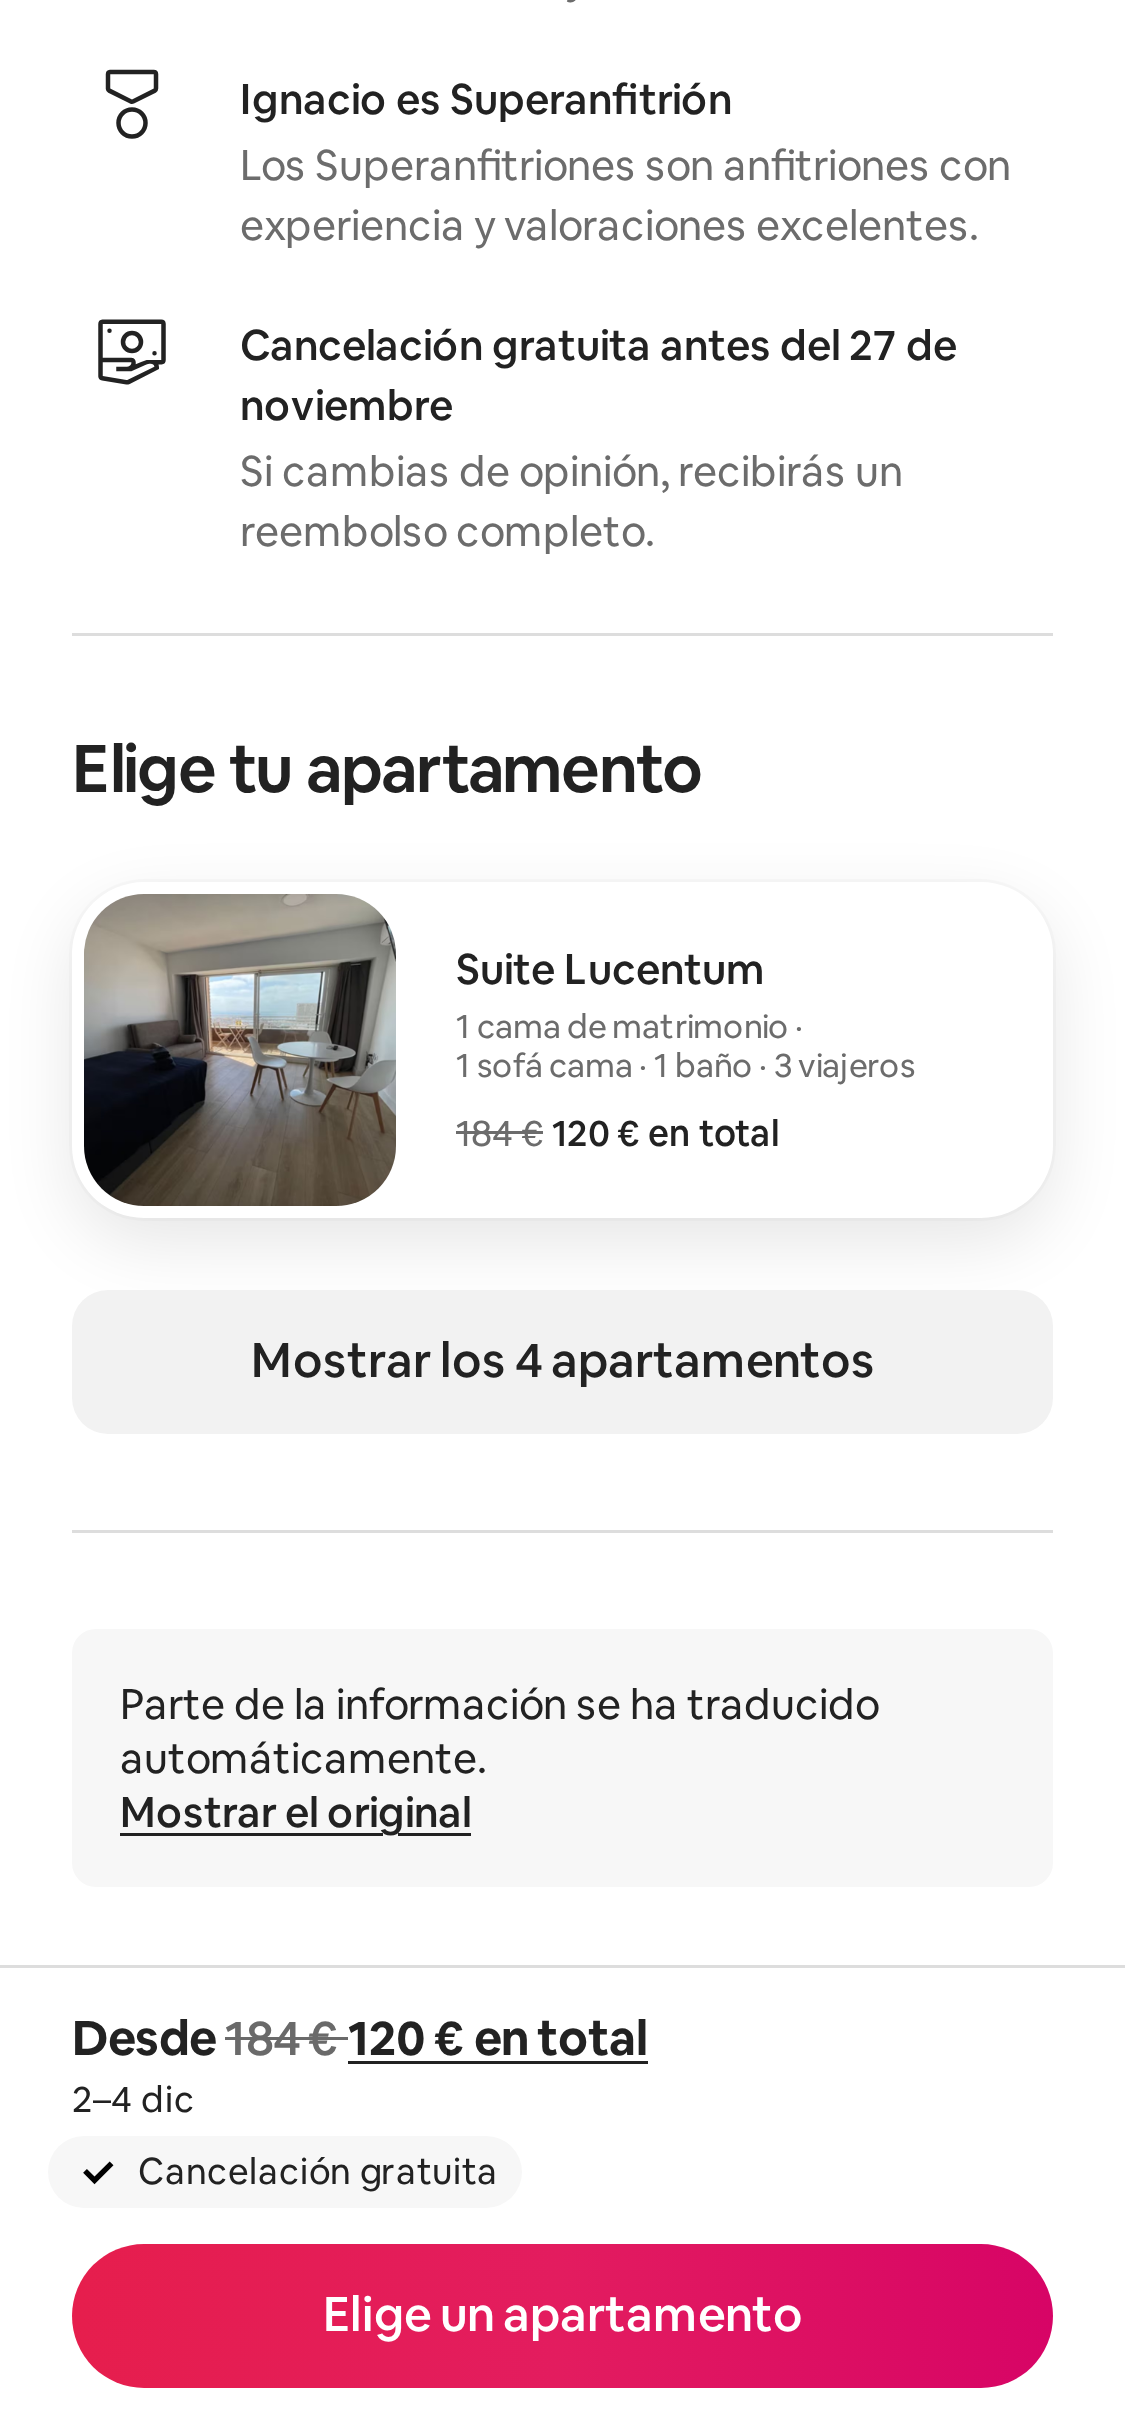 Ignacio es Superanfitrión
Los Superanfitriones son anfitriones con
experiencia y valoraciones excelentes.
Cancelación gratuita antes del 27 de
noviembre
Si cambias de opinión, recibirás un
reembolso completo.
Elige tu apartamento
Suite Lucentum
1 cama de matrimonio ·
1 sofá cama · 1 baño · 3 viajeros
184 € 120 € en total
Mostrar los 4 apartamentos
Parte de la información se ha traducido
automáticamente.
Mostrar el original
Desde 184 € 120 € en total
2–4 dic
Cancelación gratuita
Elige un apartamento